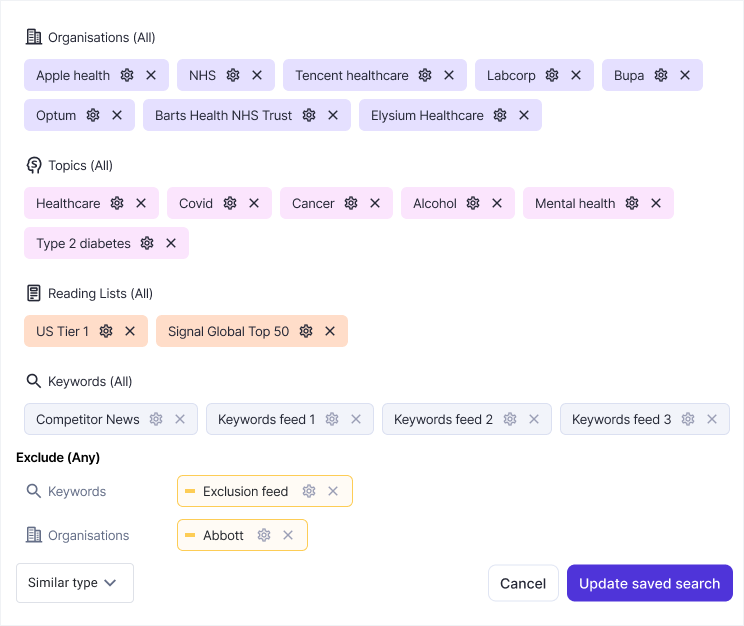 Organisations (All)
Apple health NHS Tencent healthcare Labcorp Bupa
Optum Barts Health NHS Trust Elysium Healthcare
Topics (All)
Healthcare Covid Cancer Alcohol Mental health
Type 2 diabetes
Reading Lists (All)
US Tier 1 Signal Global Top 50
Keywords (All)
Competitor News Keywords feed 1 Keywords feed 2 Keywords feed 3
Exclude (Any)
Keywords Exclusion feed
Organisations Abbott
Similar type Cancel Update saved search